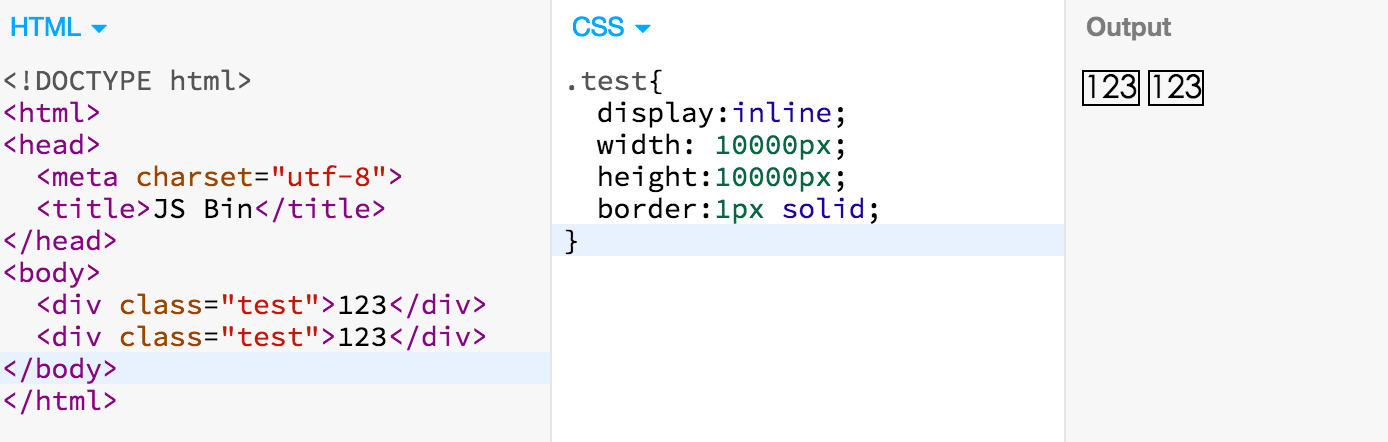 HTML
<!DOCTYPE html>
<html>
<head>
  <meta charset="utf-8">
  <title>JS Bin</title>
</head>
<body>
  <div class="test">123</div>
  <div class="test">123</div>
</body>
</html>
CSS
.test{
  display:inline;
  width: 10000px;
  height:10000px;
  border:1px solid;
}
Output
123 123